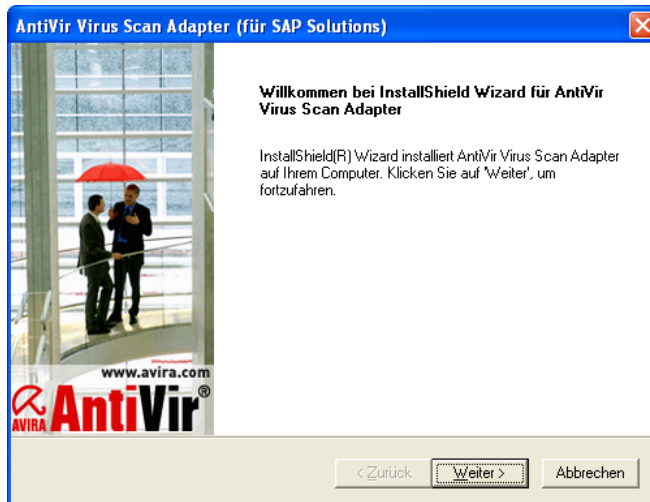 AntiVir Virus Scan Adapter (für SAP Solutions)
Willkommen bei InstallShield Wizard für AntiVir
Virus Scan Adapter
InstallShield(R) Wizard installiert AntiVir Virus Scan Adapter
auf Ihrem Computer. Klicken Sie auf 'Weiter', um
fortzufahren.
www.avira.com
AVIRA AntiVir®
< Zurück Weiter > Abbrechen